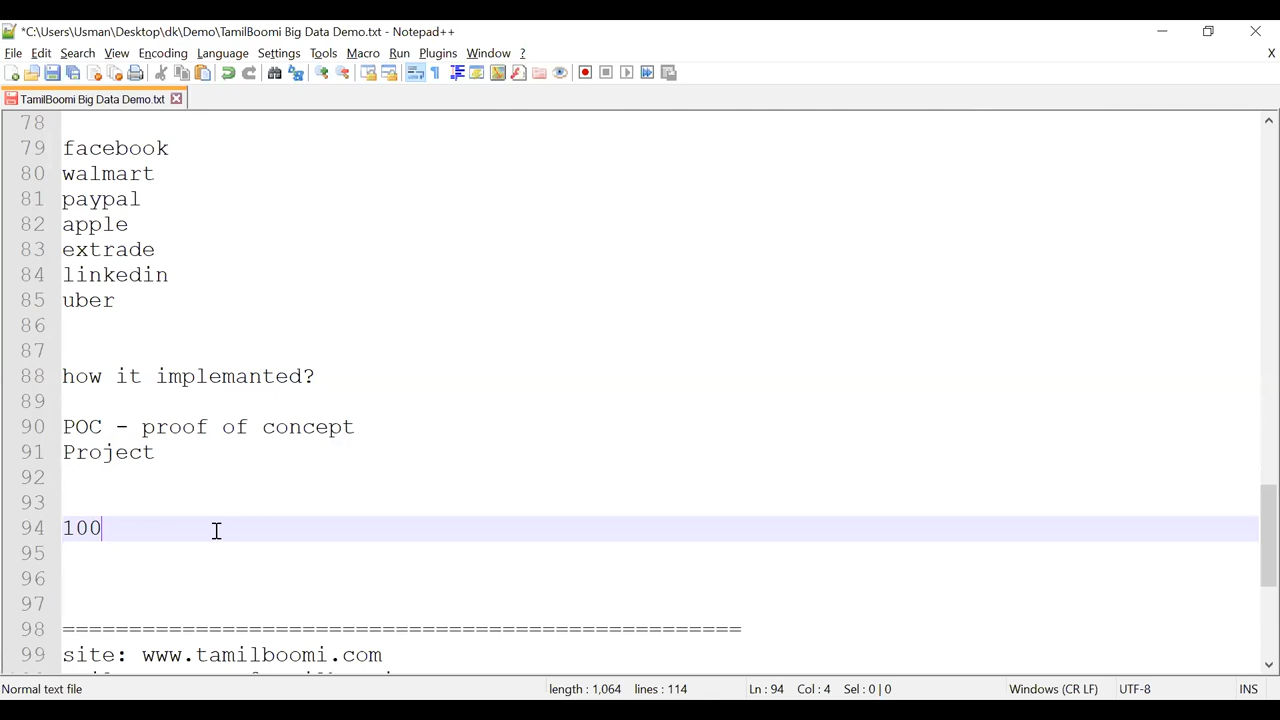 *C:\Users\Usman\Desktop\dk\Demo\TamilBoomi Big Data Demo.txt - Notepad++
File Edit Search View Encoding Language Settings Tools Macro Run Plugins Window ? X
TamilBoomi Big Data Demo.txt
78
79 facebook
80 walmart
81 paypal
82 apple
83 extrade
84 linkedin
85 uber
86
87
88 how it implemanted?
89
90 POC - proof of concept
91 Project
92
93
94 100
95
96
97
98 ===================================================
99 site: www.tamilboomi.com
Normal text file length : 1,064 lines : 114 Ln : 94 Col : 4 Sel : 0 | 0 Windows (CR LF) UTF-8 INS